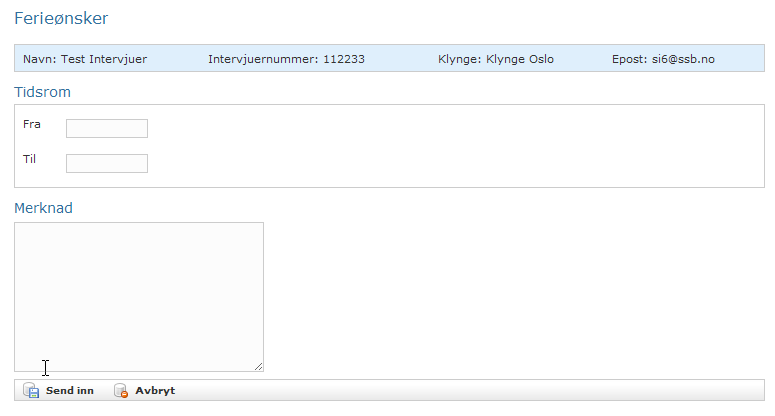 Ferieønsker
Navn: Test Intervjuer Intervjuernummer: 112233 Klynge: Klynge Oslo Epost: si6@ssb.no
Tidsrom
Fra
Til
Merknad
Send inn Avbryt